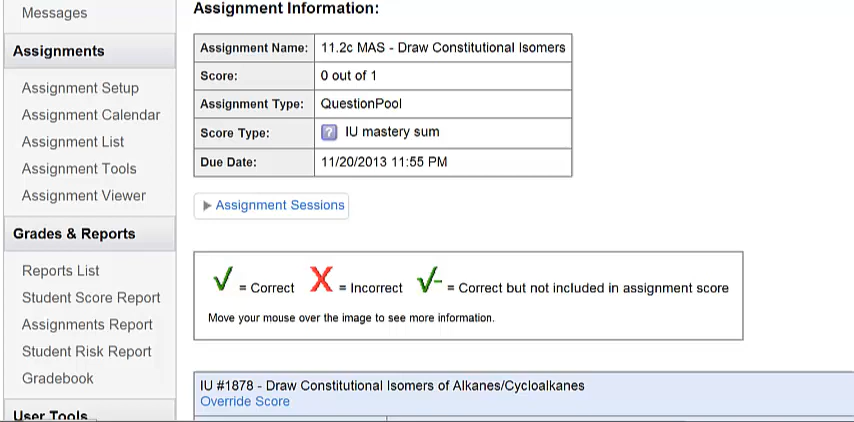 Messages
Assignments
Assignment Setup
Assignment Calendar
Assignment List
Assignment Tools
Assignment Viewer
Grades & Reports
Reports List
Student Score Report
Assignments Report
Student Risk Report
Gradebook
User Tools
Assignment Information:
Assignment Name: 11.2c MAS - Draw Constitutional Isomers
Score: 0 out of 1
Assignment Type: QuestionPool
Score Type: ? IU mastery sum
Due Date: 11/20/2013 11:55 PM
Assignment Sessions
= Correct = Incorrect = Correct but not included in assignment score
Move your mouse over the image to see more information.
IU #1878 - Draw Constitutional Isomers of Alkanes/Cycloalkanes
Override Score